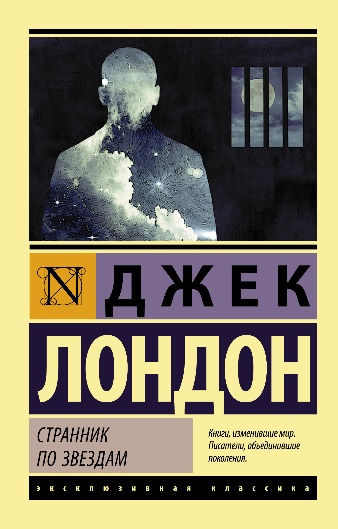 ДЖЕК
ЛОНДОН
СТРАННИК
ПО ЗВЕЗДАМ
Книги, изменившие мир.
Писатели, объединившие
поколения.
эксклюзивная классика